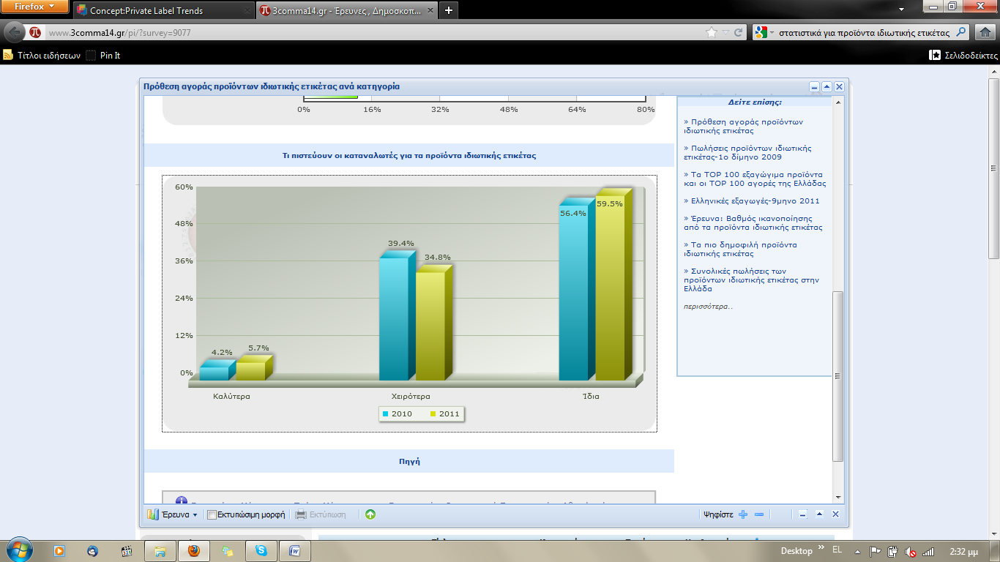 Firefox
Concept:Private Label Trends
3comma14.gr - Έρευνες , Δημοσκοπ...
www.3comma14.gr/pi/?survey=9077
στατιστικά για προϊόντα ιδιωτικής ετικέτας
Τίτλοι ειδήσεων
Pin It
Σελιδοδείκτες
Πρόθεση αγοράς προϊόντων ιδιωτικής ετικέτας ανά κατηγορία
0% 16% 32% 48% 64% 80%
Τι πιστεύουν οι καταναλωτές για τα προϊόντα ιδιωτικής ετικέτας
60%
48%
36%
24%
12%
0%
4.2% 5.7%
39.4% 34.8%
56.4% 59.5%
Καλύτερα Χειρότερα Ίδια
2010 2011
Πηγή
Δείτε επίσης:
» Πρόθεση αγοράς προϊόντων
ιδιωτικής ετικέτας
» Πωλήσεις προϊόντων ιδιωτικής
ετικέτας-1ο δίμηνο 2009
» Τα TOP 100 εξαγώγιμα προϊόντα
και οι TOP 100 αγορές της Ελλάδας
» Ελληνικές εξαγωγές-9μηνο 2011
» Έρευνα: Βαθμός ικανοποίησης
από τα προϊόντα ιδιωτικής ετικέτας
» Τα πιο δημοφιλή προϊόντα
ιδιωτικής ετικέτας
» Συνολικές πωλήσεις των
προϊόντων ιδιωτικής ετικέτας στην
Ελλάδα
περισσότερα..
Έρευνα
Εκτυπώσιμη μορφή
Εκτύπωση
Ψηφίστε
Desktop
EL
2:32 μμ